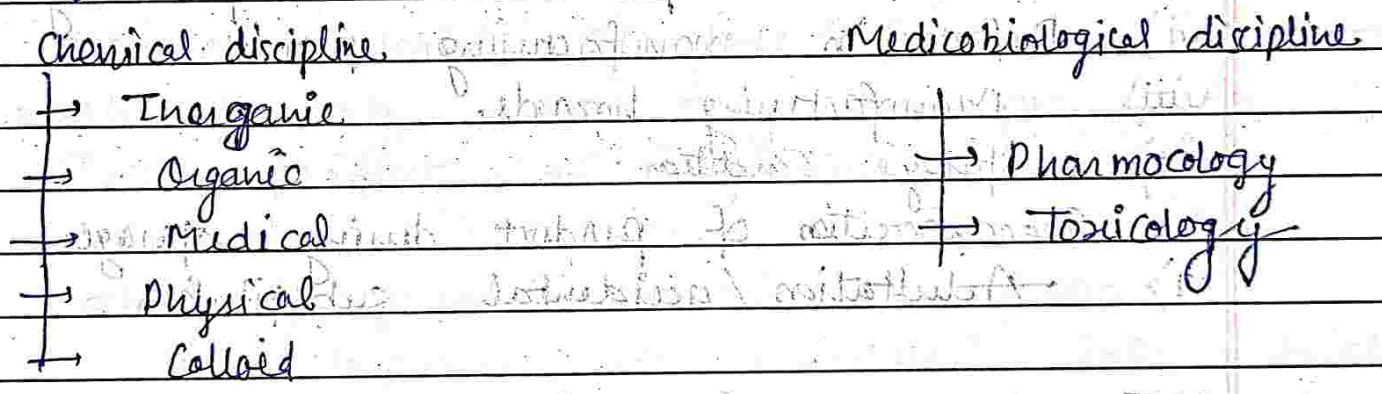 Chemical discipline. Medicobiological discipline.
→ Inorganic.
→ Organic → Pharmocology
→ Medical → Toxicology
→ Physical
→ Colloid